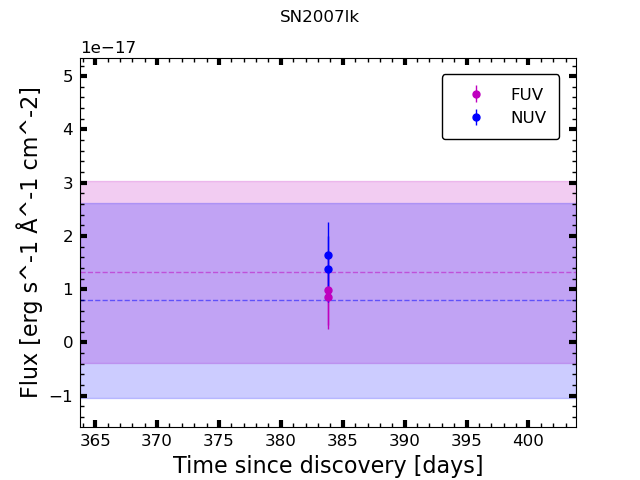 SN2007lk
1e−17
5
4
3
2
1
0
−1
FUV
NUV
Flux [erg s^-1 Å^-1 cm^-2]
365 370 375 380 385 390 395 400
Time since discovery [days]